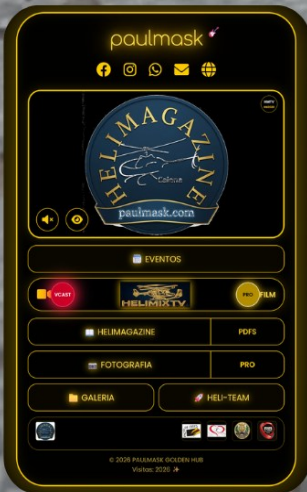 paulmask
HELIMAGAZINE
Calonia
paulmask.com
EVENTOS
VCAST
HELIMIXTV
PRO
FILM
HELIMAGAZINE
PDFS
FOTOGRAFIA
PRO
GALERIA
HELI-TEAM
© 2026 PAULMASK GOLDEN HUB
Visitas: 2026